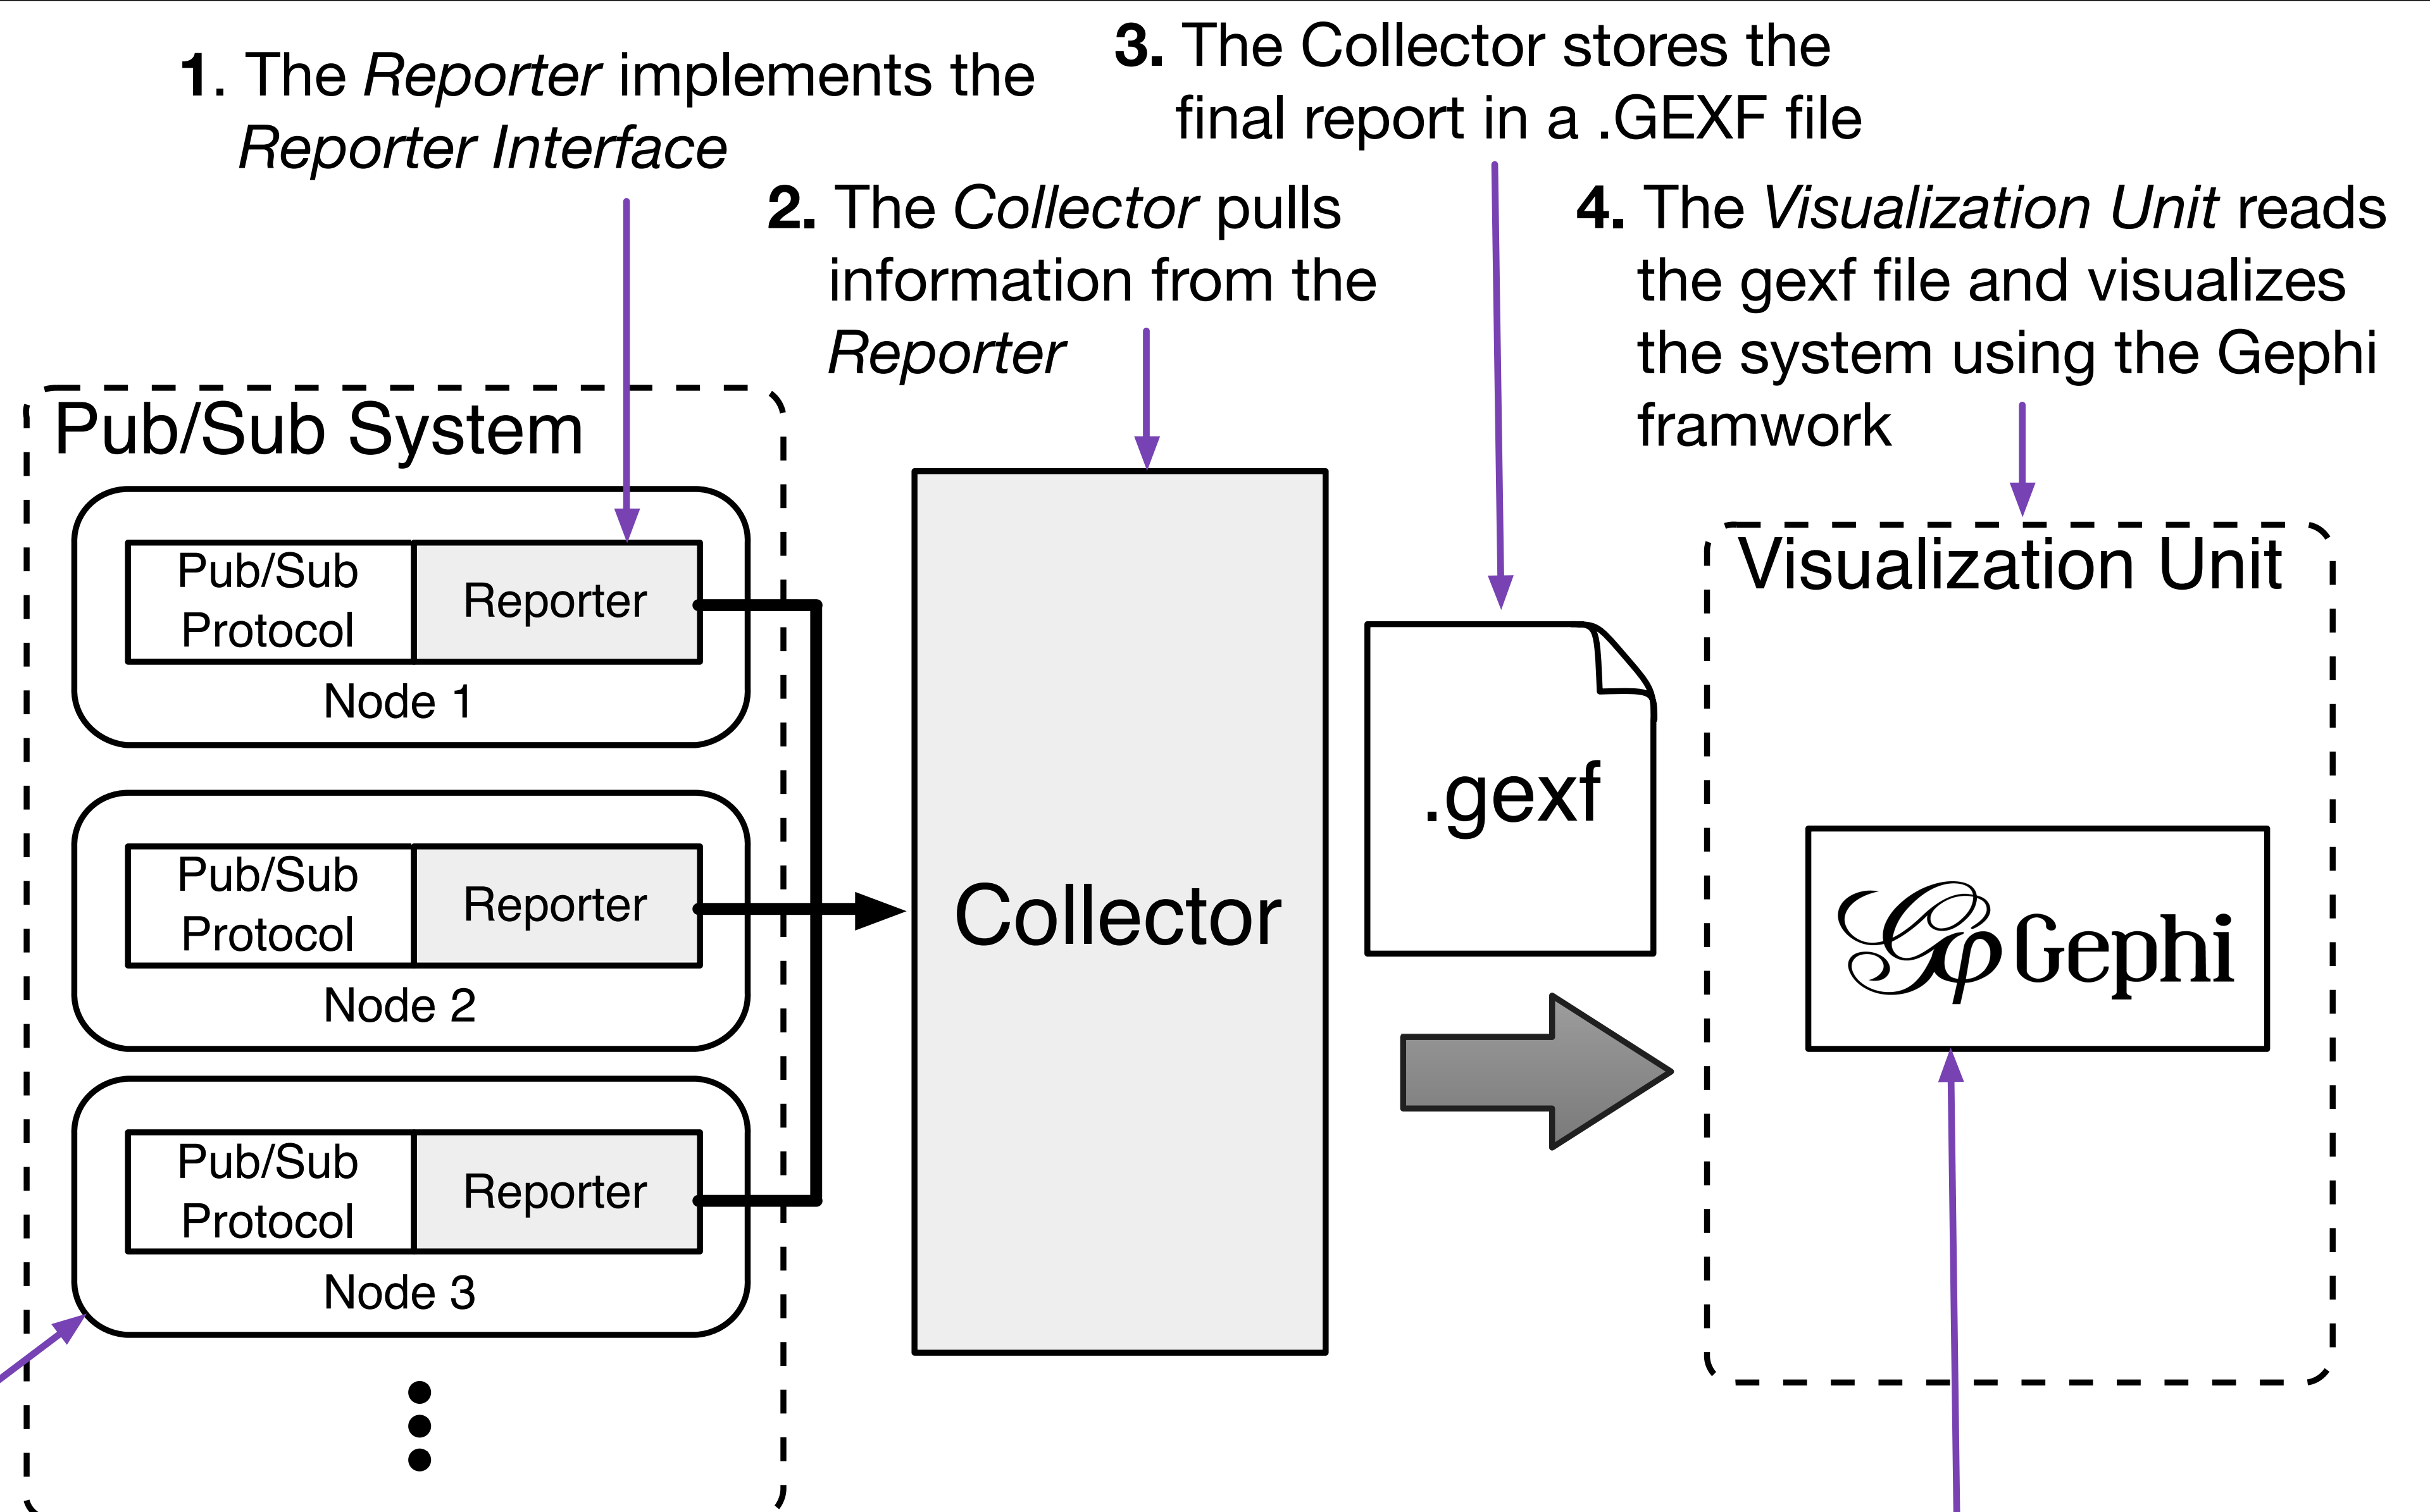 1. The Reporter implements the
Reporter Interface
2. The Collector pulls
information from the
Reporter
3. The Collector stores the
final report in a .GEXF file
4. The Visualization Unit reads
the gexf file and visualizes
the system using the Gephi
framwork
Pub/Sub System
Pub/Sub
Protocol
Reporter
Node 1
Pub/Sub
Protocol
Reporter
Node 2
Pub/Sub
Protocol
Reporter
Node 3
Collector
.gexf
Visualization Unit
Gφ Gephi